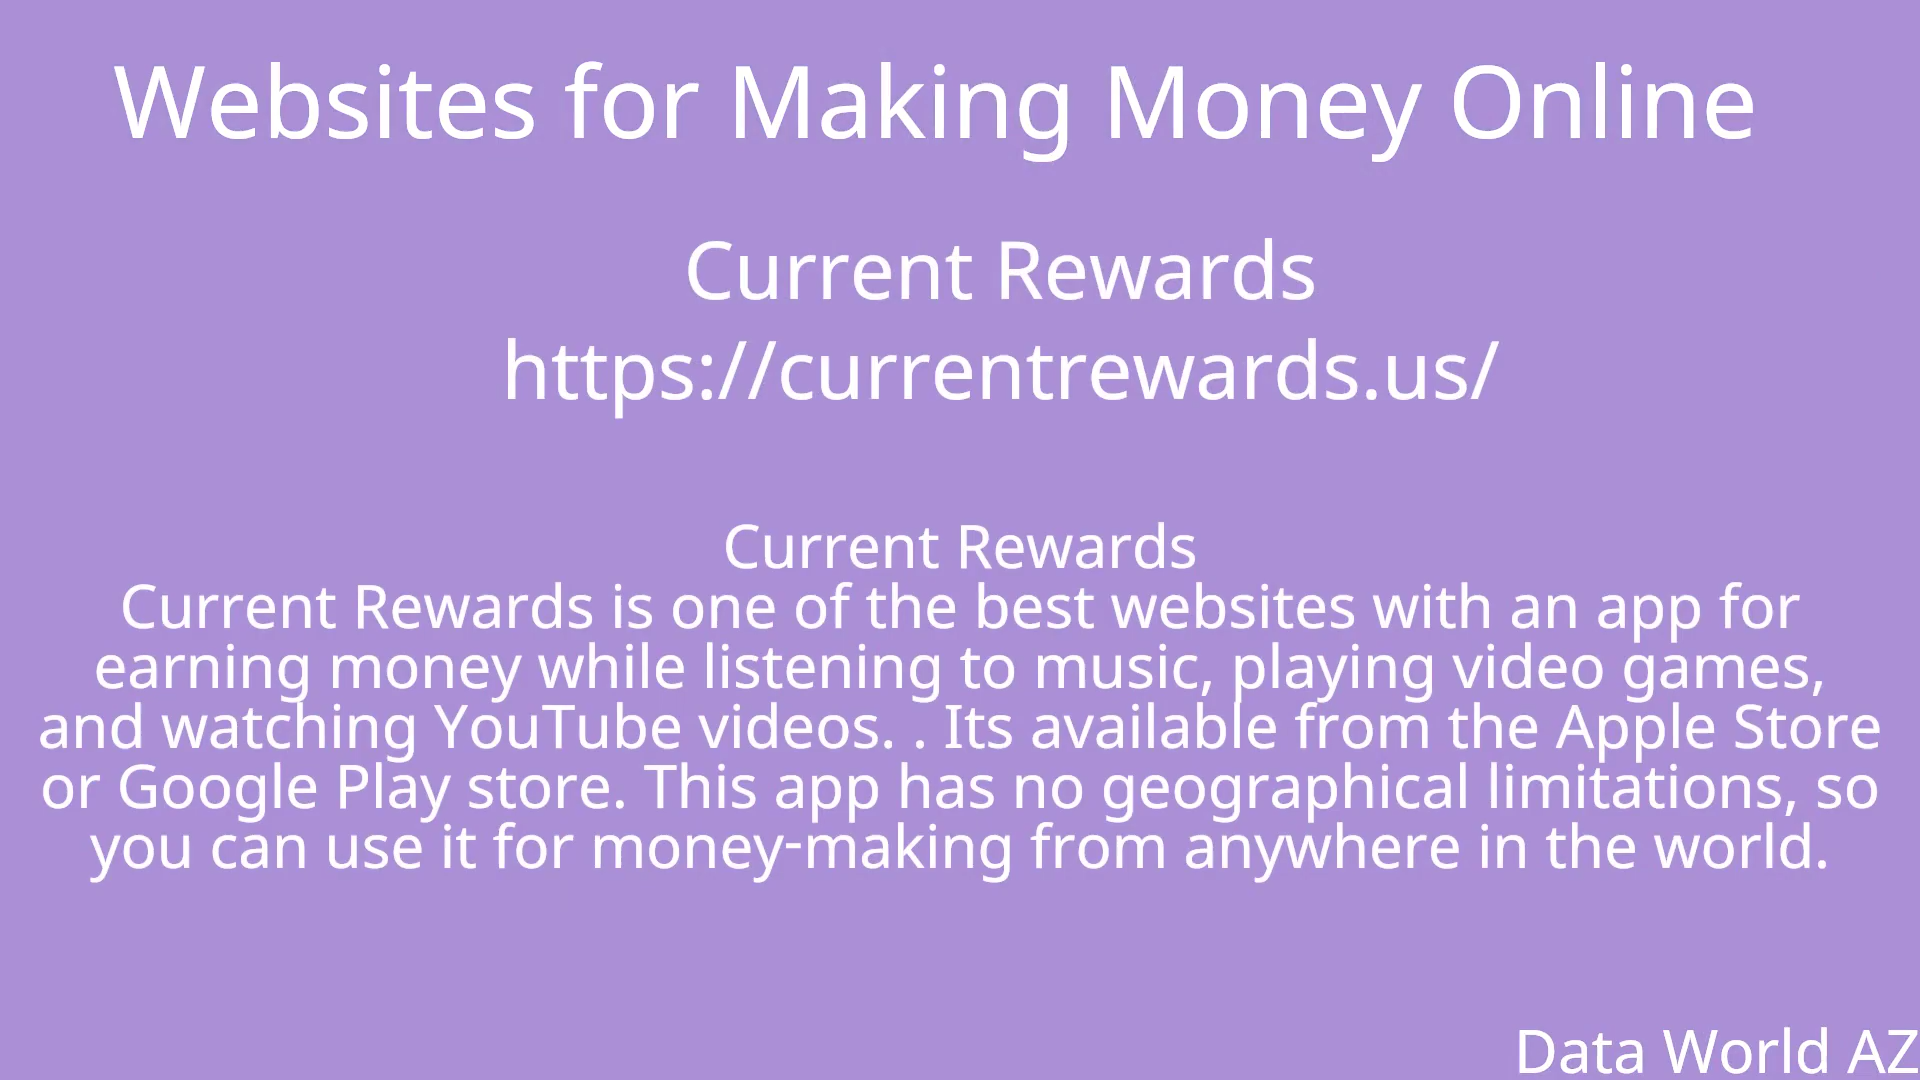 Websites for Making Money Online
Current Rewards
https://currentrewards.us/
Current Rewards
Current Rewards is one of the best websites with an app for
earning money while listening to music, playing video games,
and watching YouTube videos. . Its available from the Apple Store
or Google Play store. This app has no geographical limitations, so
you can use it for money-making from anywhere in the world.
Data World AZ